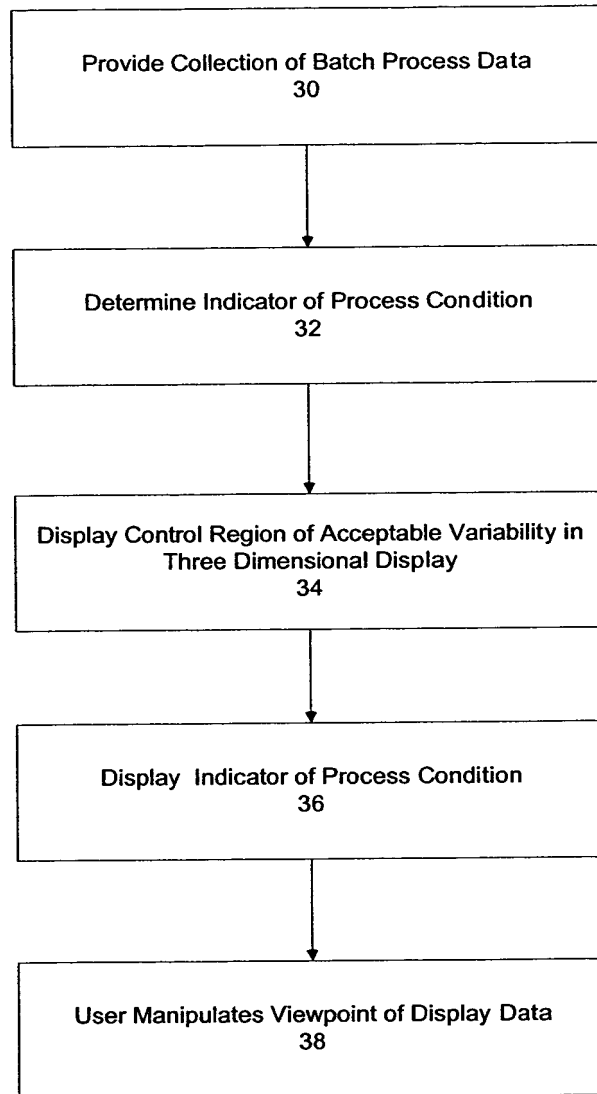 Provide Collection of Batch Process Data
30
Determine Indicator of Process Condition
32
Display Control Region of Acceptable Variability in
Three Dimensional Display
34
Display Indicator of Process Condition
36
User Manipulates Viewpoint of Display Data
38